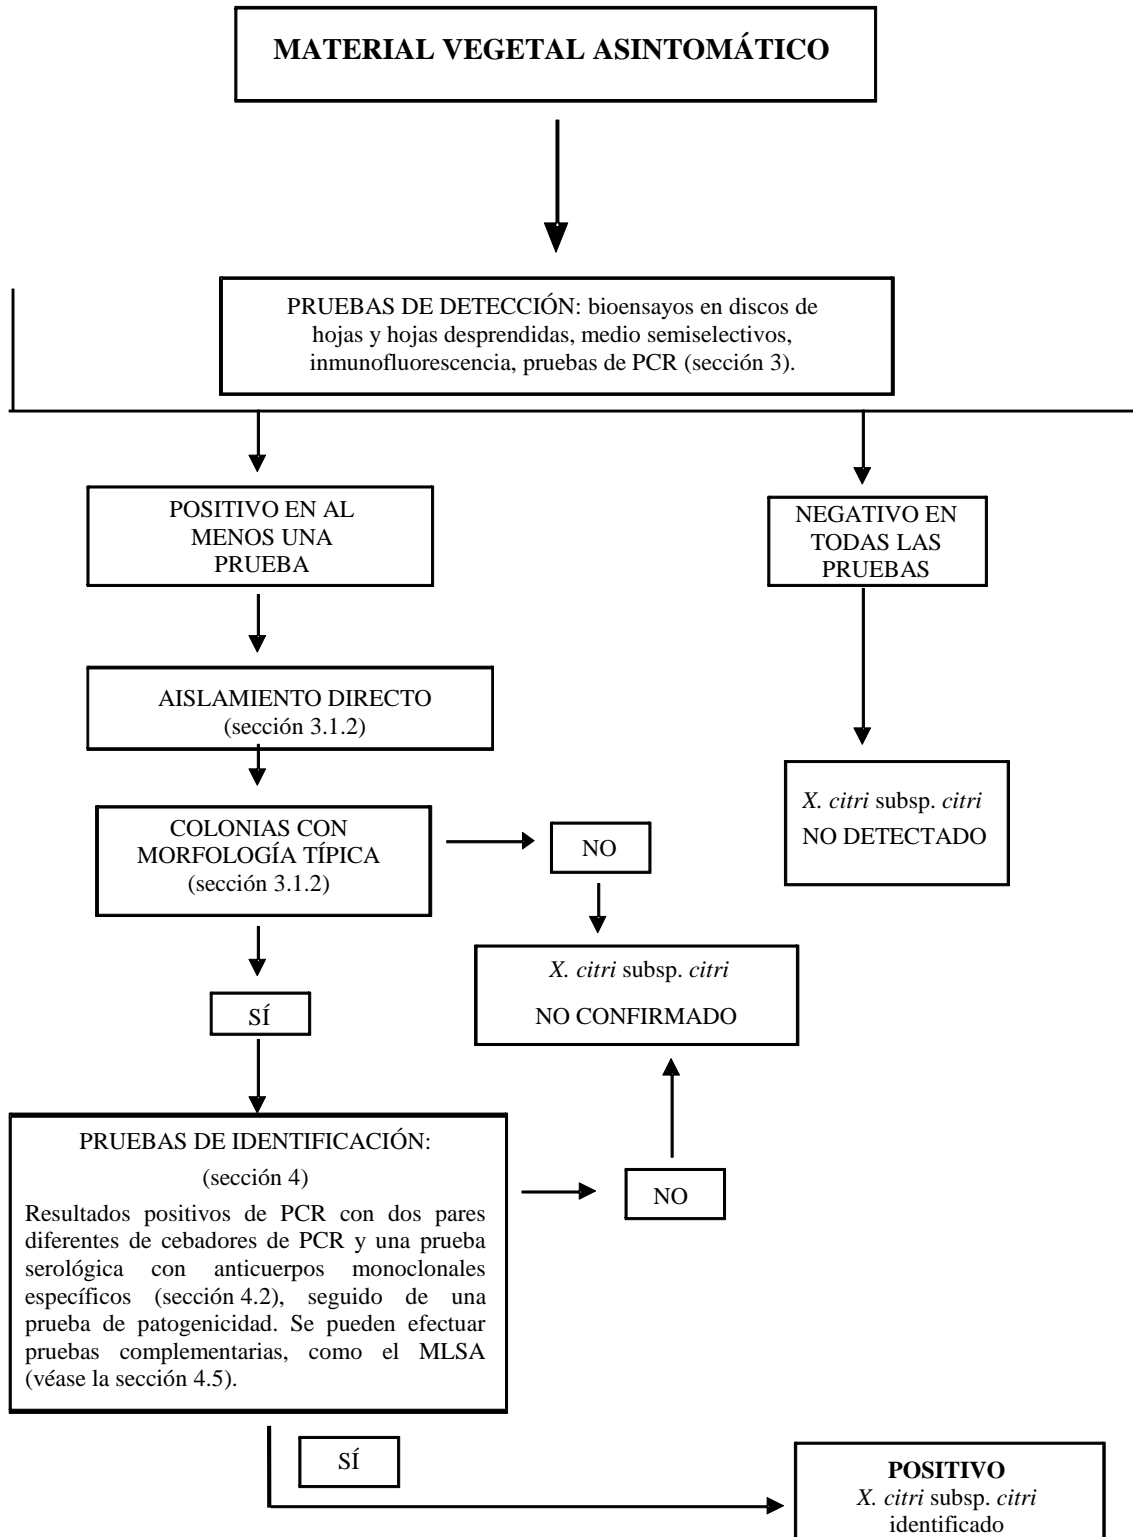 MATERIAL VEGETAL ASINTOMÁTICO
PRUEBAS DE DETECCIÓN: bioensayos en discos de
hojas y hojas desprendidas, medio semiselectivos,
inmunofluorescencia, pruebas de PCR (sección 3).
POSITIVO EN AL
MENOS UNA
PRUEBA
NEGATIVO EN
TODAS LAS
PRUEBAS
AISLAMIENTO DIRECTO
(sección 3.1.2)
X. citri subsp. citri
NO DETECTADO
COLONIAS CON
MORFOLOGÍA TÍPICA
(sección 3.1.2)
NO
X. citri subsp. citri
NO CONFIRMADO
SÍ
PRUEBAS DE IDENTIFICACIÓN:
(sección 4)
Resultados positivos de PCR con dos pares
diferentes de cebadores de PCR y una prueba
serológica con anticuerpos monoclonales
específicos (sección 4.2), seguido de una
prueba de patogenicidad. Se pueden efectuar
pruebas complementarias, como el MLSA
(véase la sección 4.5).
NO
SÍ
POSITIVO
X. citri subsp. citri
identificado